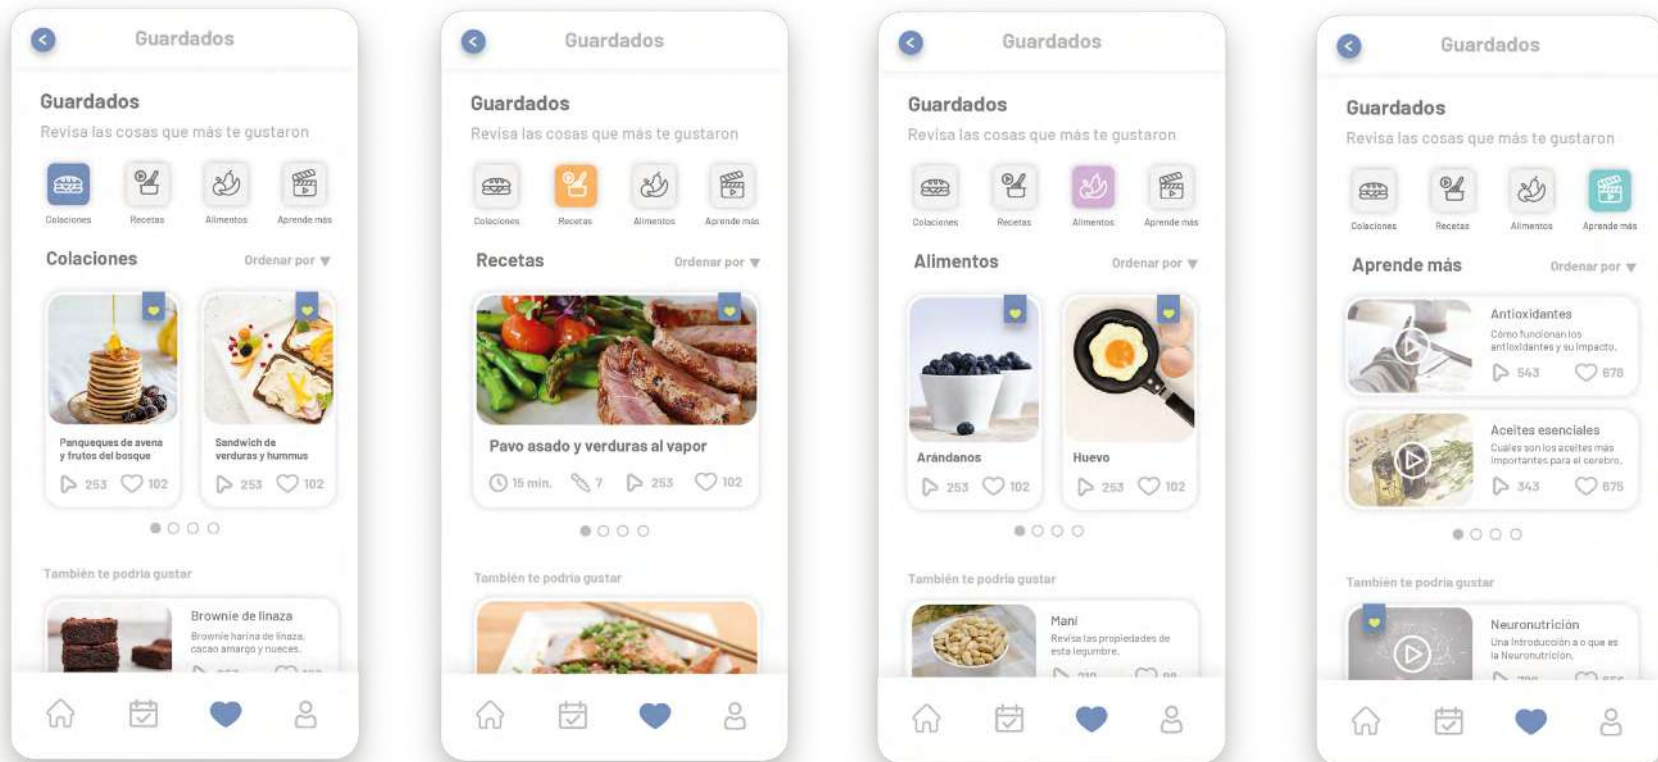 Guardados
Guardados
Revisa las cosas que más te gustaron
Colaciones
Recetas
Alimentos
Aprende más
Colaciones
Ordenar por ▼
Panqueques de avena
y frutos del bosque
253
102
Sandwich de
verduras y hummus
253
102
También te podría gustar
Brownie de linaza
Brownie harina de linaza,
cacao amargo y nueces.
Guardados
Guardados
Revisa las cosas que más te gustaron
Colaciones
Recetas
Alimentos
Aprende más
Recetas
Ordenar por ▼
Pavo asado y verduras al vapor
15 min.
7
253
102
También te podría gustar
Guardados
Guardados
Revisa las cosas que más te gustaron
Colaciones
Recetas
Alimentos
Aprende más
Alimentos
Ordenar por ▼
Arándanos
253
102
Huevo
253
102
También te podría gustar
Maní
Revisa las propiedades de
esta legumbre.
Guardados
Guardados
Revisa las cosas que más te gustaron
Colaciones
Recetas
Alimentos
Aprende más
Aprende más
Ordenar por ▼
Antioxidantes
Cómo funcionan los
antioxidantes y su impacto.
543
678
Aceites esenciales
Cuáles son los aceites más
importantes para el cerebro.
343
675
También te podría gustar
Neuronutrición
Una Introducción a o que es
la Neuronutrición.